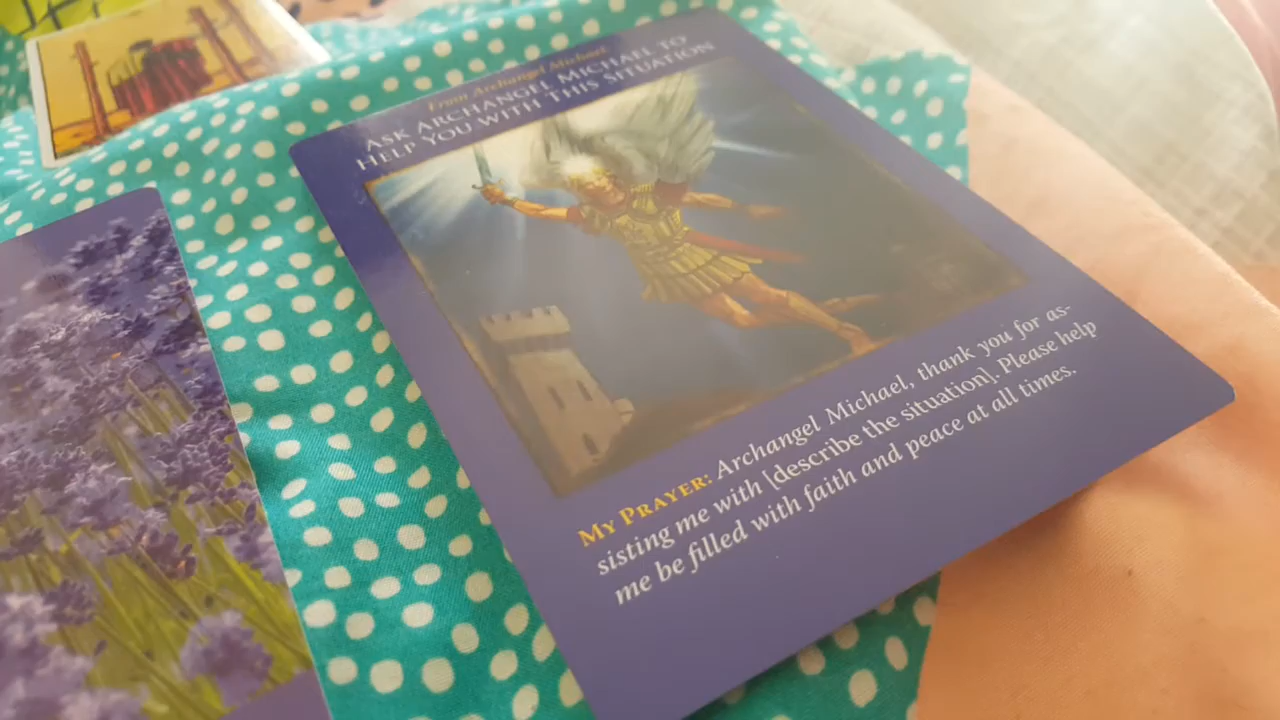 From Archangel Michael:
ASK ARCHANGEL MICHAEL TO
HELP YOU WITH THIS SITUATION
MY PRAYER: Archangel Michael, thank you for as-
sisting me with [describe the situation]. Please help
me be filled with faith and peace at all times.